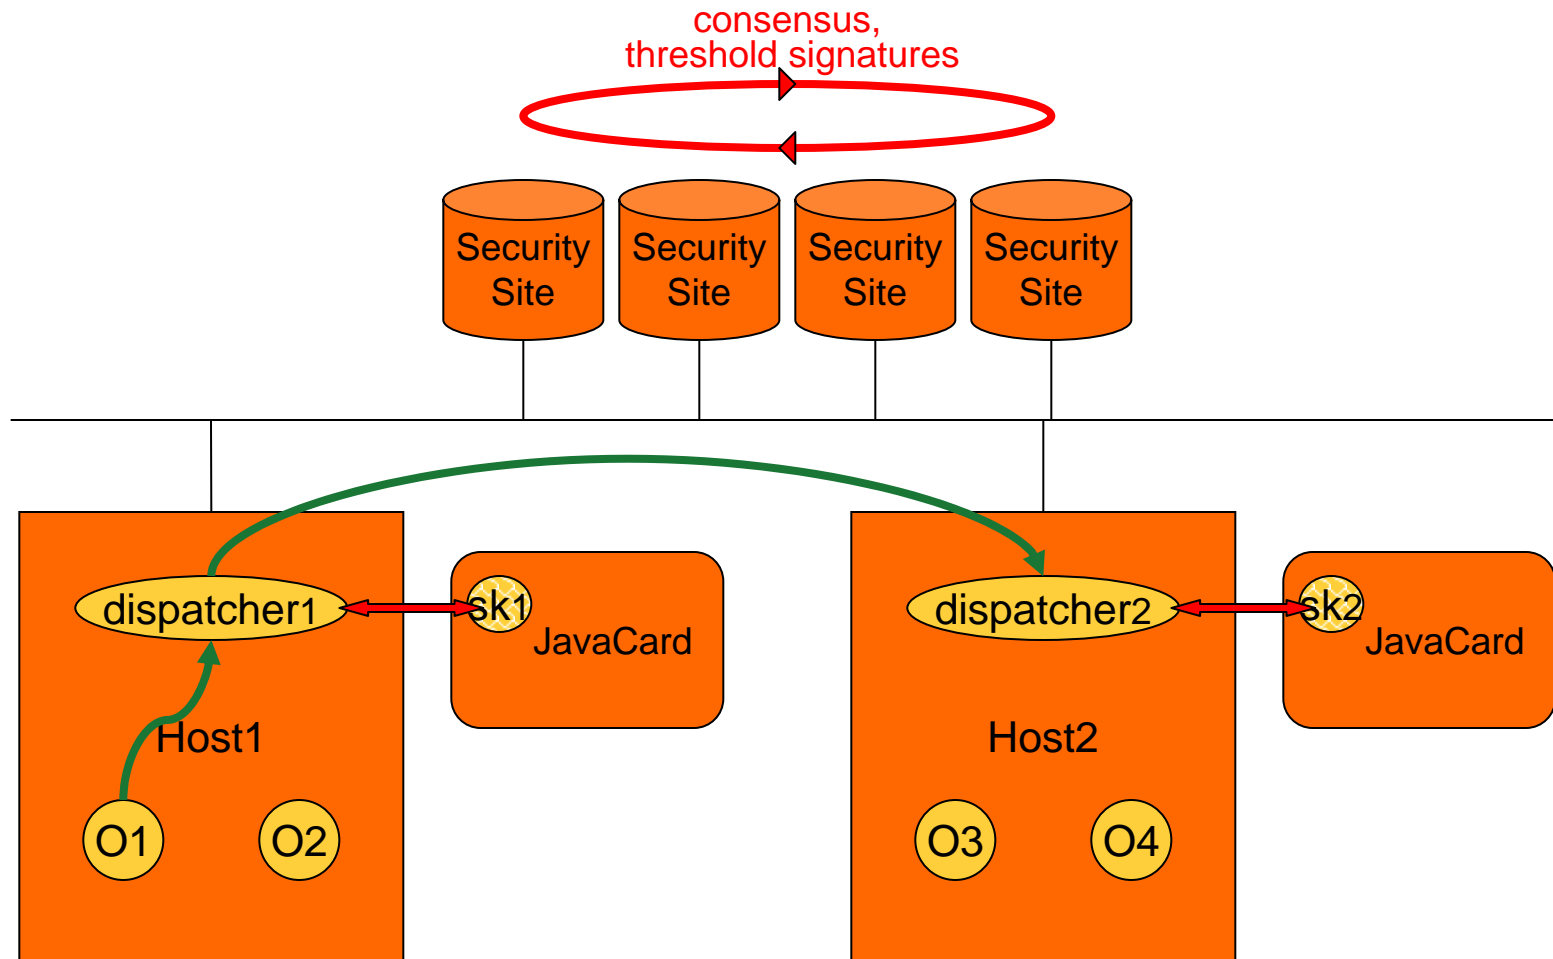 consensus,
threshold signatures
Security
Site
Security
Site
Security
Site
Security
Site
dispatcher1
sk1
JavaCard
Host1
O1
O2
dispatcher2
sk2
JavaCard
Host2
O3
O4